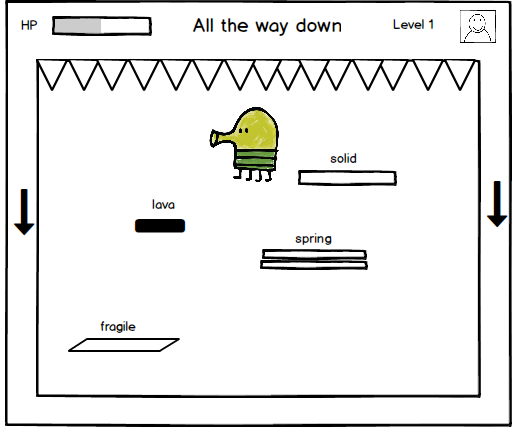 HP
All the way down
Level 1
solid
lava
spring
fragile